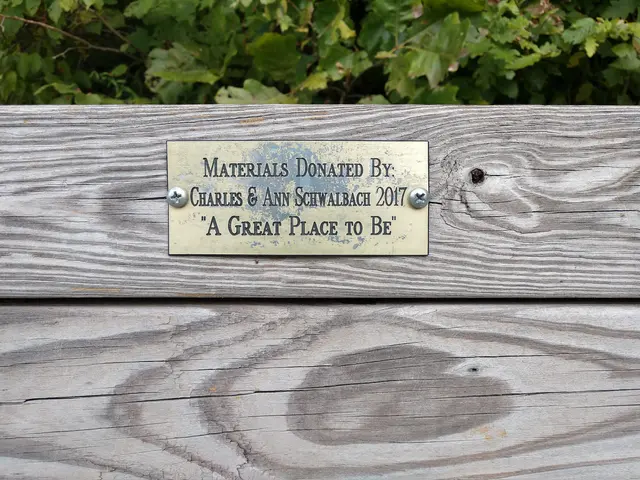 Materials Donated By:
Charles & Ann Schwalbach 2017
"A Great Place to Be"